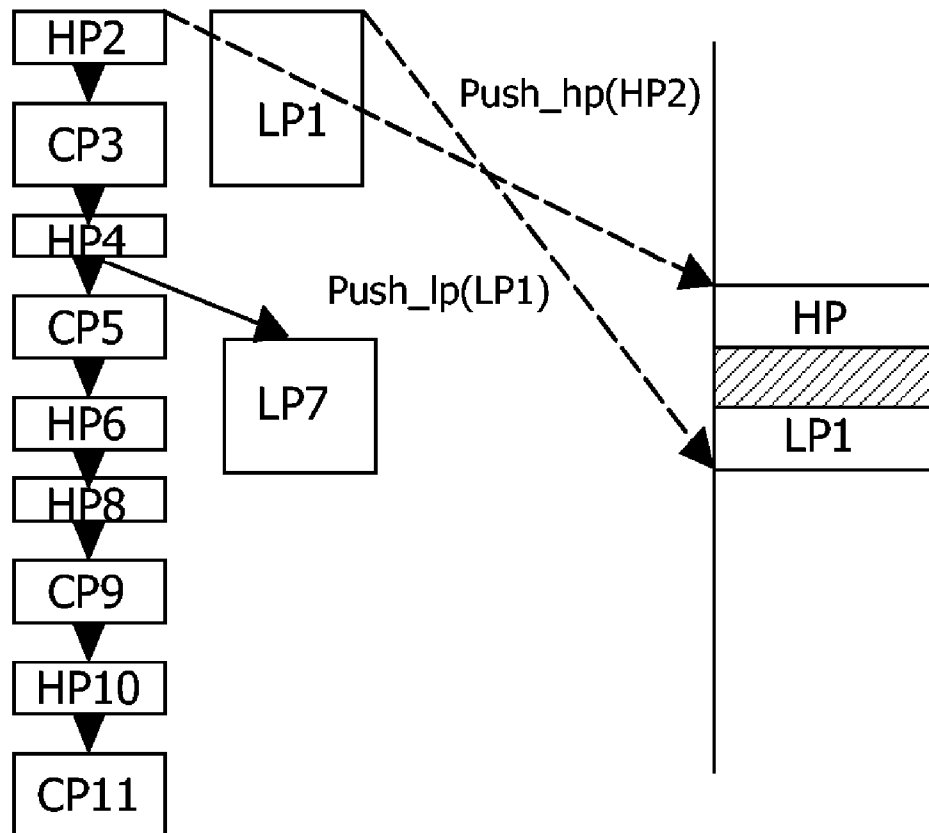 HP2
LP1
Push_hp(HP2)
CP3
HP4
Push_lp(LP1)
HP
CP5
LP7
HP6
LP1
HP8
CP9
HP10
CP11